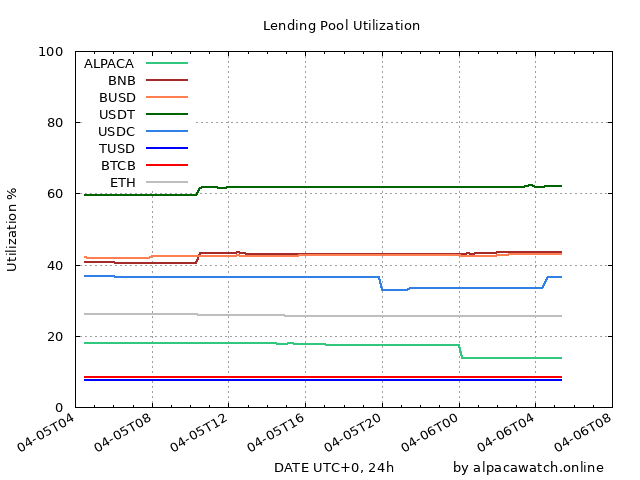 Lending Pool Utilization
Utilization %
100
80
60
40
20
0
ALPACA
BNB
BUSD
USDT
USDC
TUSD
BTCB
ETH
04-05T04
04-05T08
04-05T12
04-05T16
04-05T20
04-06T00
04-06T04
04-06T08
DATE UTC+0, 24h
by alpacawatch.online